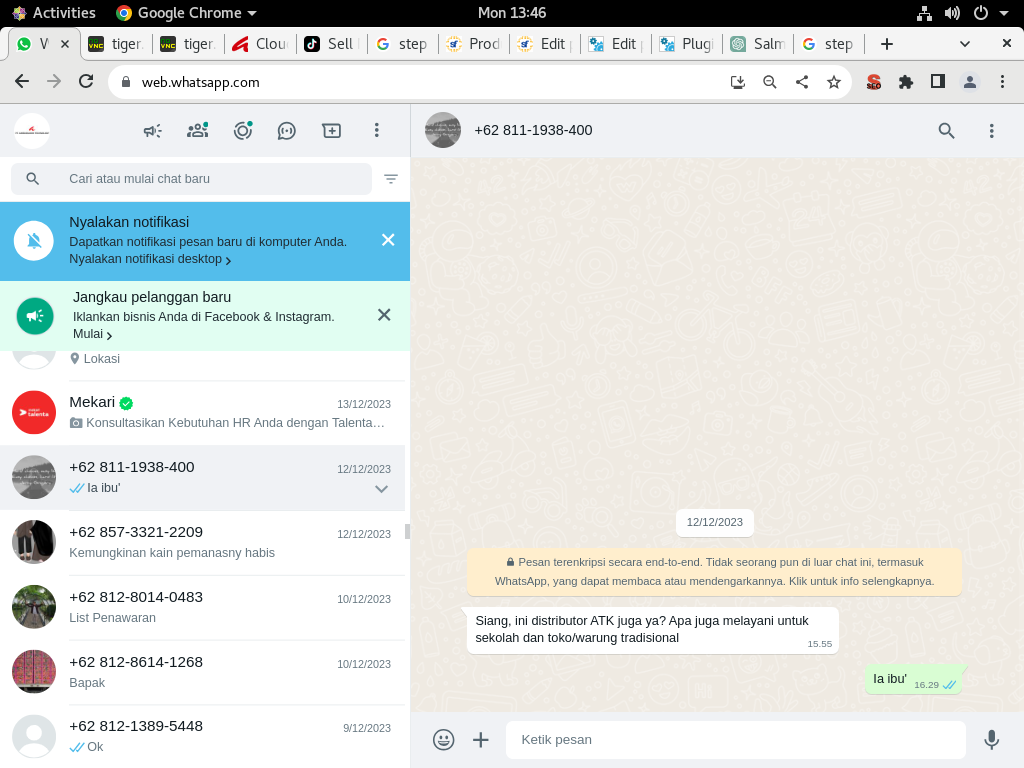 Activities
Google Chrome
Mon 13:46
W
tiger.
tiger.
Clou
Sell
step
Prod
Edit
Edit
Plugi
Salm
step
web.whatsapp.com
SEO
+62 811-1938-400
Cari atau mulai chat baru
Nyalakan notifikasi
Dapatkan notifikasi pesan baru di komputer Anda.
Nyalakan notifikasi desktop
Jangkau pelanggan baru
Iklankan bisnis Anda di Facebook & Instagram.
Mulai
Lokasi
Mekari
13/12/2023
Konsultasikan Kebutuhan HR Anda dengan Talenta…
talenta
+62 811-1938-400
12/12/2023
Ia ibu'
+62 857-3321-2209
12/12/2023
Kemungkinan kain pemanasny habis
+62 812-8014-0483
10/12/2023
List Penawaran
+62 812-8614-1268
10/12/2023
Bapak
+62 812-1389-5448
9/12/2023
Ok
12/12/2023
Pesan terenkripsi secara end-to-end. Tidak seorang pun di luar chat ini, termasuk
WhatsApp, yang dapat membaca atau mendengarkannya. Klik untuk info selengkapnya.
Siang, ini distributor ATK juga ya? Apa juga melayani untuk
sekolah dan toko/warung tradisional
15.55
Ia ibu'
16.29
Ketik pesan